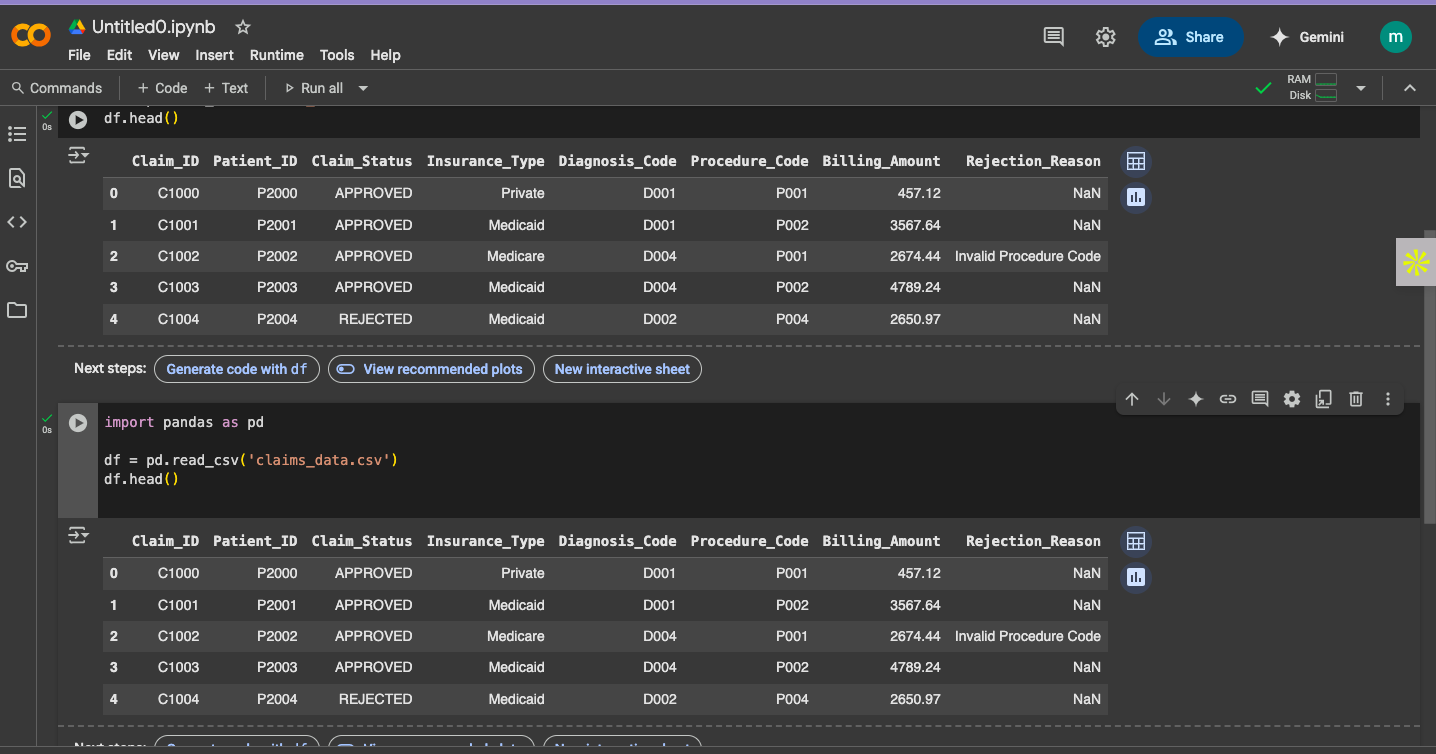 Untitled0.ipynb
File Edit View Insert Runtime Tools Help
Share
Gemini
m
Commands + Code + Text Run all
RAM
Disk
0s
df.head()
Claim_ID Patient_ID Claim_Status Insurance_Type Diagnosis_Code Procedure_Code Billing_Amount Rejection_Reason
0 C1000 P2000 APPROVED Private D001 P001 457.12 NaN
1 C1001 P2001 APPROVED Medicaid D001 P002 3567.64 NaN
2 C1002 P2002 APPROVED Medicare D004 P001 2674.44 Invalid Procedure Code
3 C1003 P2003 APPROVED Medicaid D004 P002 4789.24 NaN
4 C1004 P2004 REJECTED Medicaid D002 P004 2650.97 NaN
Next steps: Generate code with df View recommended plots New interactive sheet
0s
import pandas as pd
df = pd.read_csv('claims_data.csv')
df.head()
Claim_ID Patient_ID Claim_Status Insurance_Type Diagnosis_Code Procedure_Code Billing_Amount Rejection_Reason
0 C1000 P2000 APPROVED Private D001 P001 457.12 NaN
1 C1001 P2001 APPROVED Medicaid D001 P002 3567.64 NaN
2 C1002 P2002 APPROVED Medicare D004 P001 2674.44 Invalid Procedure Code
3 C1003 P2003 APPROVED Medicaid D004 P002 4789.24 NaN
4 C1004 P2004 REJECTED Medicaid D002 P004 2650.97 NaN